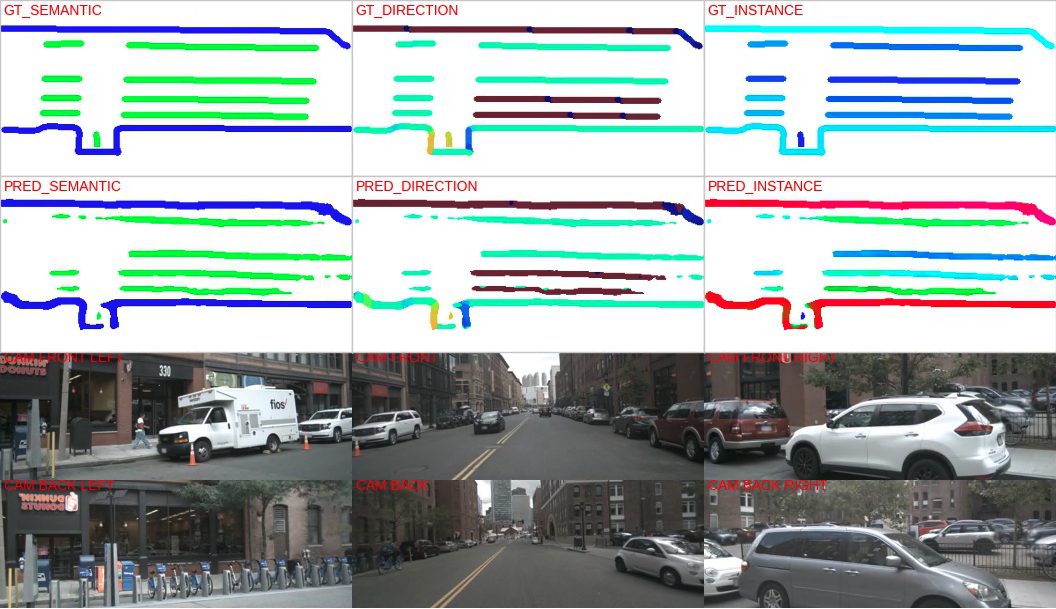 GT_SEMANTIC
GT_DIRECTION
GT_INSTANCE
PRED_SEMANTIC
PRED_DIRECTION
PRED_INSTANCE
CAM FRONT LEFT
CAM FRONT
CAM FRONT RIGHT
DUNKIN'
DONUTS
330
fios
CAM BACK LEFT
CAM BACK
CAM BACK RIGHT
DUNKIN'
DONUTS